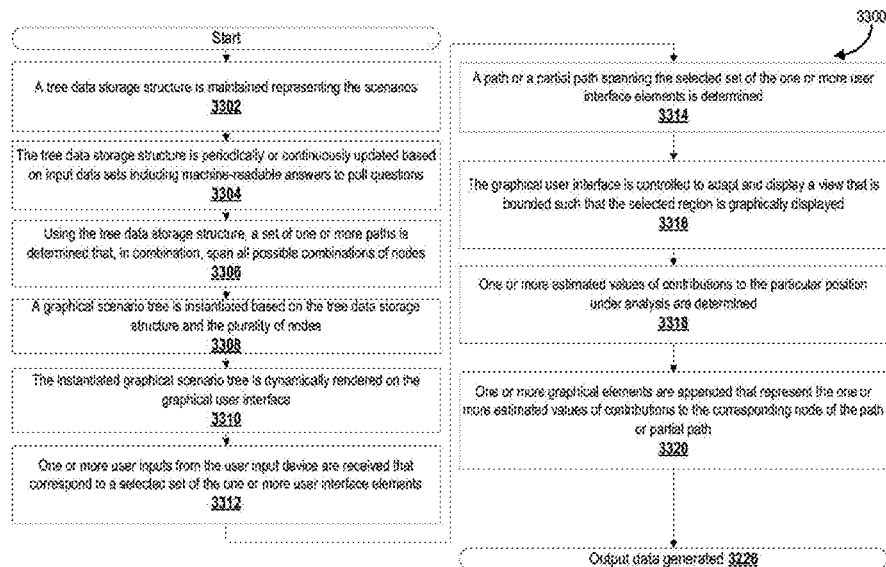 3300
Start
A tree data storage structure is maintained representing the scenarios
3302
The tree data storage structure is periodically or continuously updated based
on input data sets including machine-readable answers to poll questions
3304
Using the tree data storage structure, a set of one or more paths is
determined that, in combination, span all possible combinations of nodes
3306
A graphical scenario tree is instantiated based on the tree data storage
structure and the plurality of nodes
3308
The instantiated graphical scenario tree is dynamically rendered on the
graphical user interface
3310
One or more user inputs from the user input device are received that
correspond to a selected set of the one or more user interface elements
3312
A path or a partial path spanning the selected set of the one or more user
interface elements is determined
3314
The graphical user interface is controlled to adapt and display a view that is
bounded such that the selected region is graphically displayed
3316
One or more estimated values of contributions to the particular position
under analysis are determined
3318
One or more graphical elements are appended that represent the one or
more estimated values of contributions to the corresponding node of the path
or partial path
3320
Output data generated 3226